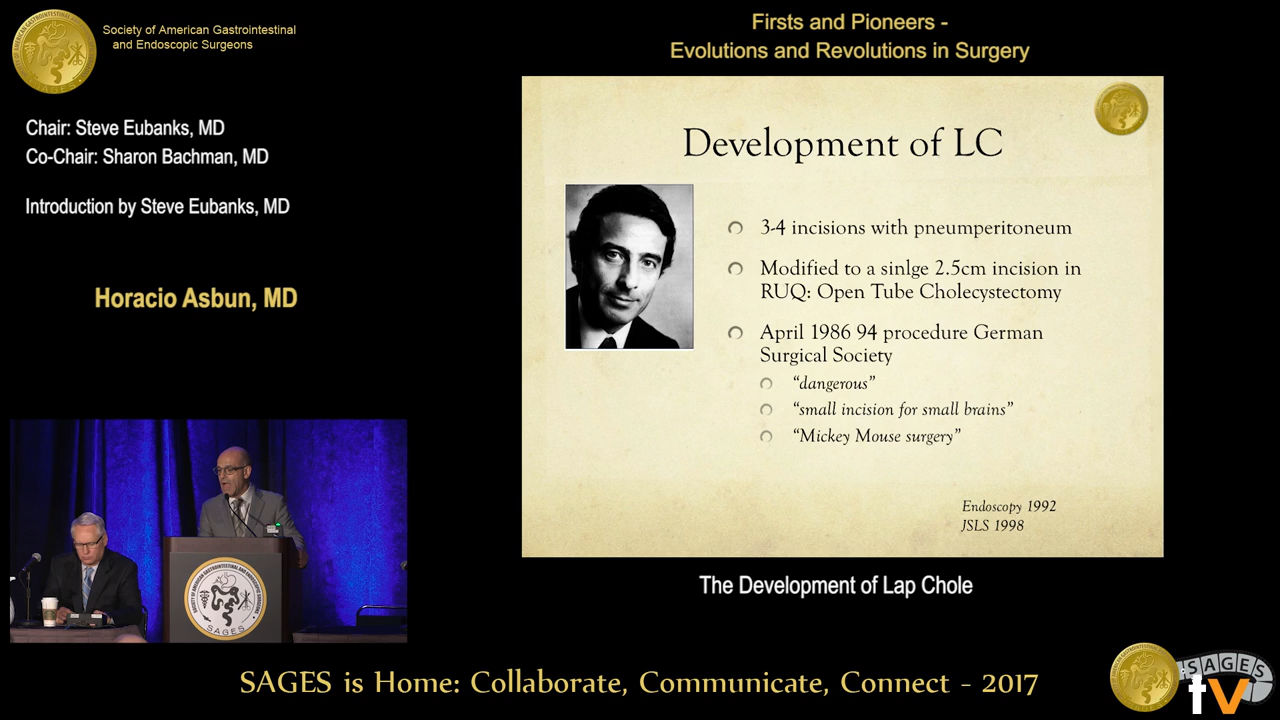 Society of American Gastrointestinal
and Endoscopic Surgeons
Firsts and Pioneers -
Evolutions and Revolutions in Surgery
Chair: Steve Eubanks, MD
Co-Chair: Sharon Bachman, MD
Introduction by Steve Eubanks, MD
Horacio Asbun, MD
Development of LC
3-4 incisions with pneumperitoneum
Modified to a sinlge 2.5cm incision in
RUQ: Open Tube Cholecystectomy
April 1986 94 procedure German
Surgical Society
“dangerous”
“small incision for small brains”
“Mickey Mouse surgery”
Endoscopy 1992
JSLS 1998
The Development of Lap Chole
SAGES
SAGES is Home: Collaborate, Communicate, Connect - 2017
SAGES
tv